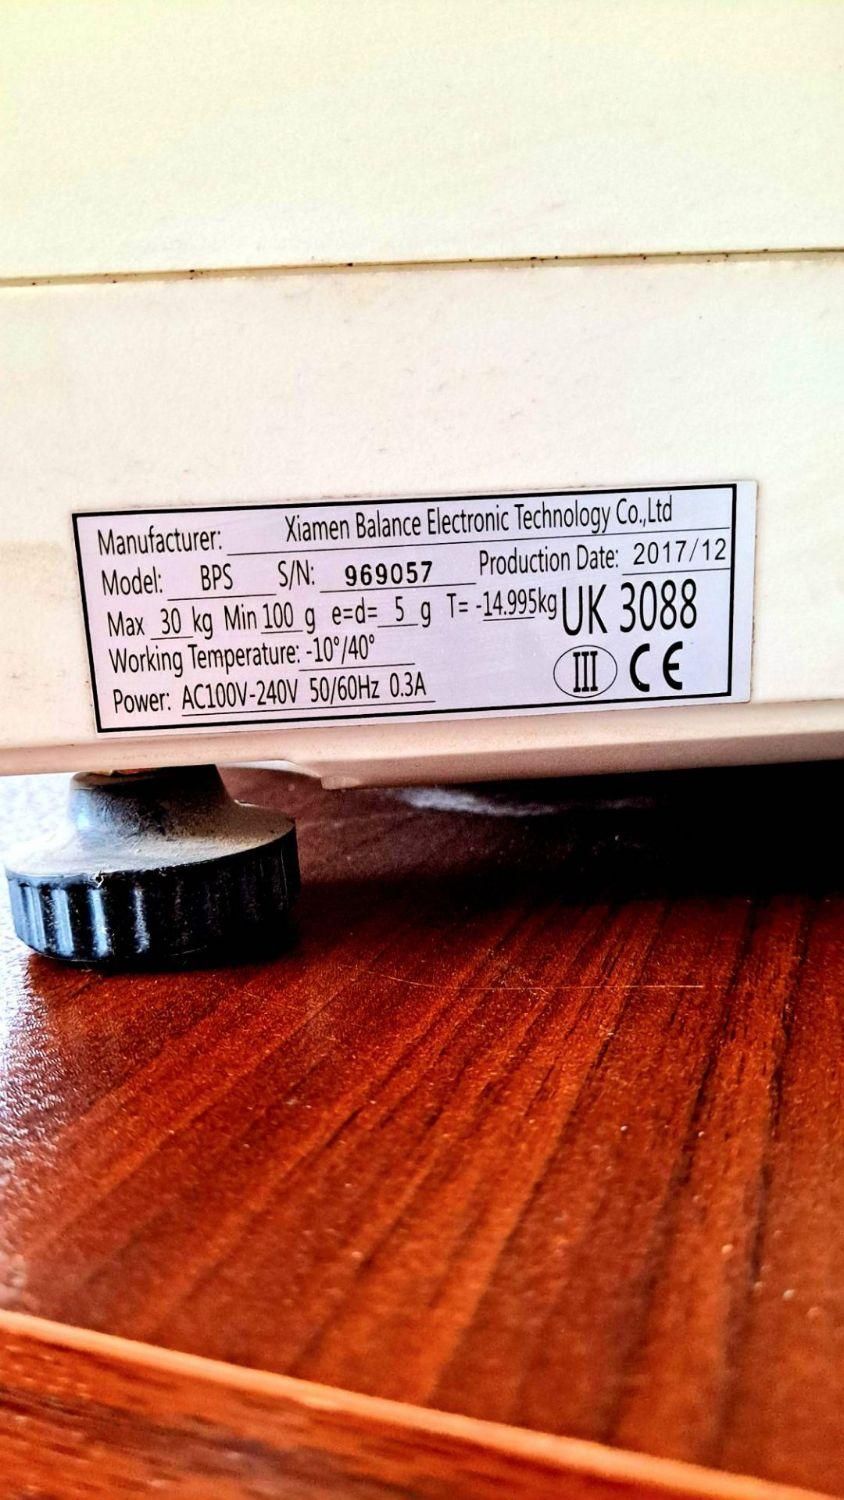 Manufacturer: Xiamen Balance Electronic Technology Co.,Ltd
Model: BPS S/N: 969057 Production Date: 2017/12
Max 30 kg Min 100 g e=d= 5 g T= -14.995kg UK 3088
Working Temperature: -10°/40°
Power: AC100V-240V 50/60Hz 0.3A III CE